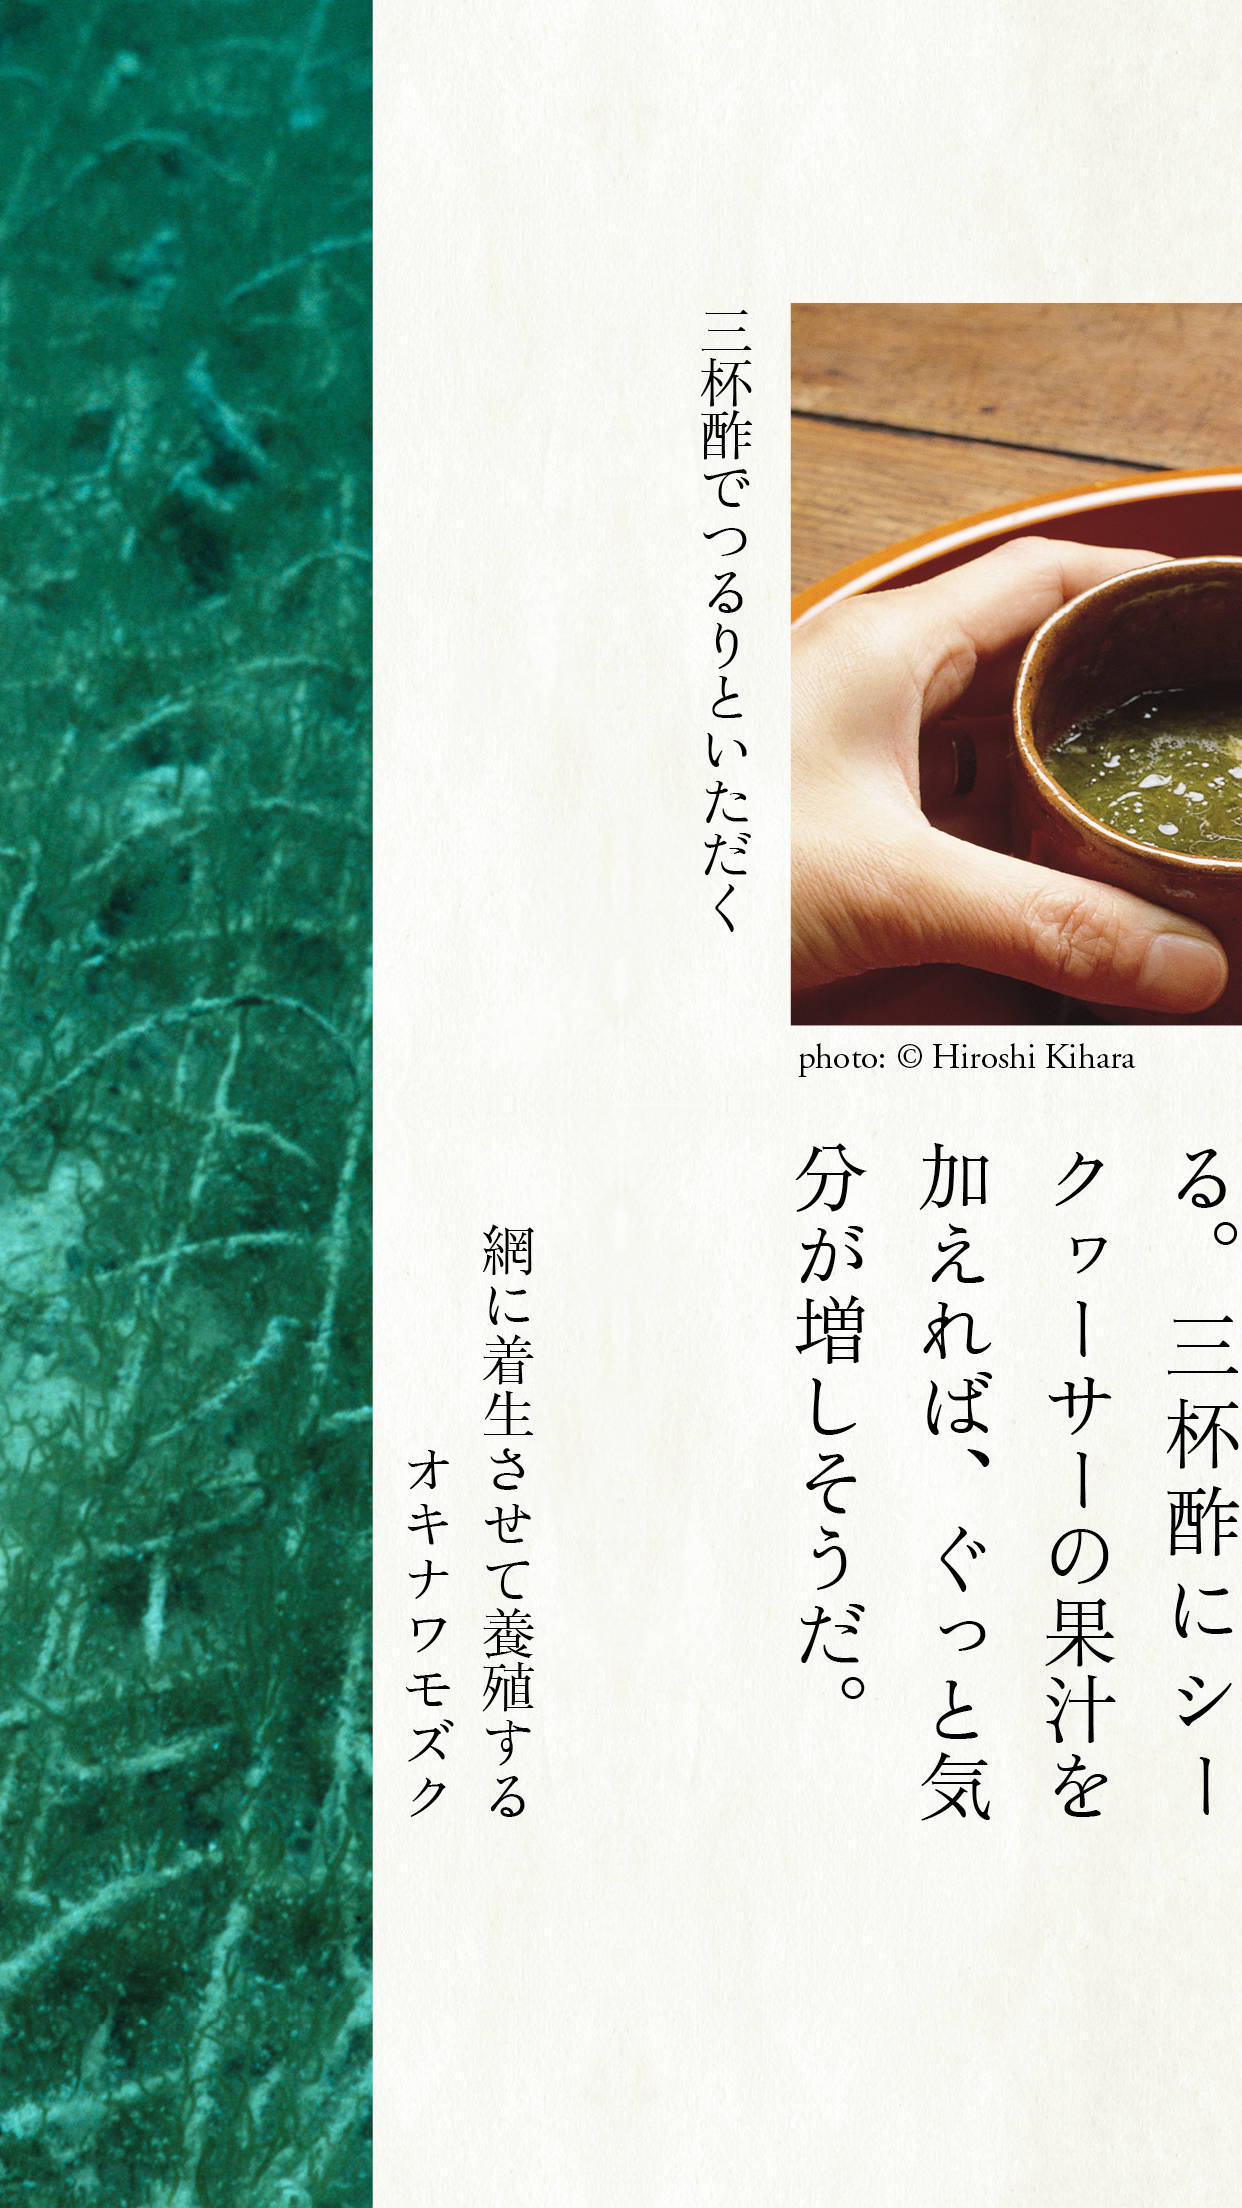 三杯酢でつるりといただく
photo: © Hiroshi Kihara
る。三杯酢にシー
クヮーサーの果汁を
加えれば、ぐっと気
分が増しそうだ。
網に着生させて養殖する
オキナワモズク